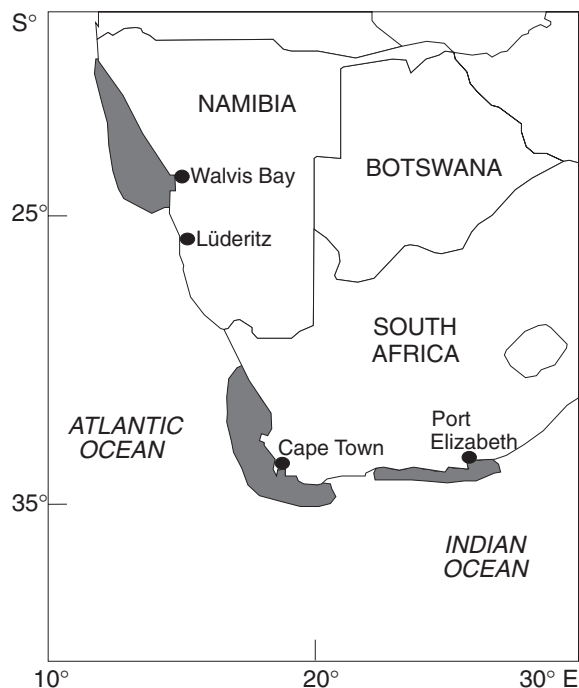 S°
NAMIBIA
BOTSWANA
Walvis Bay
25°
Lüderitz
SOUTH
AFRICA
ATLANTIC
OCEAN
Port
Elizabeth
Cape Town
35°
INDIAN
OCEAN
10°
20°
30° E